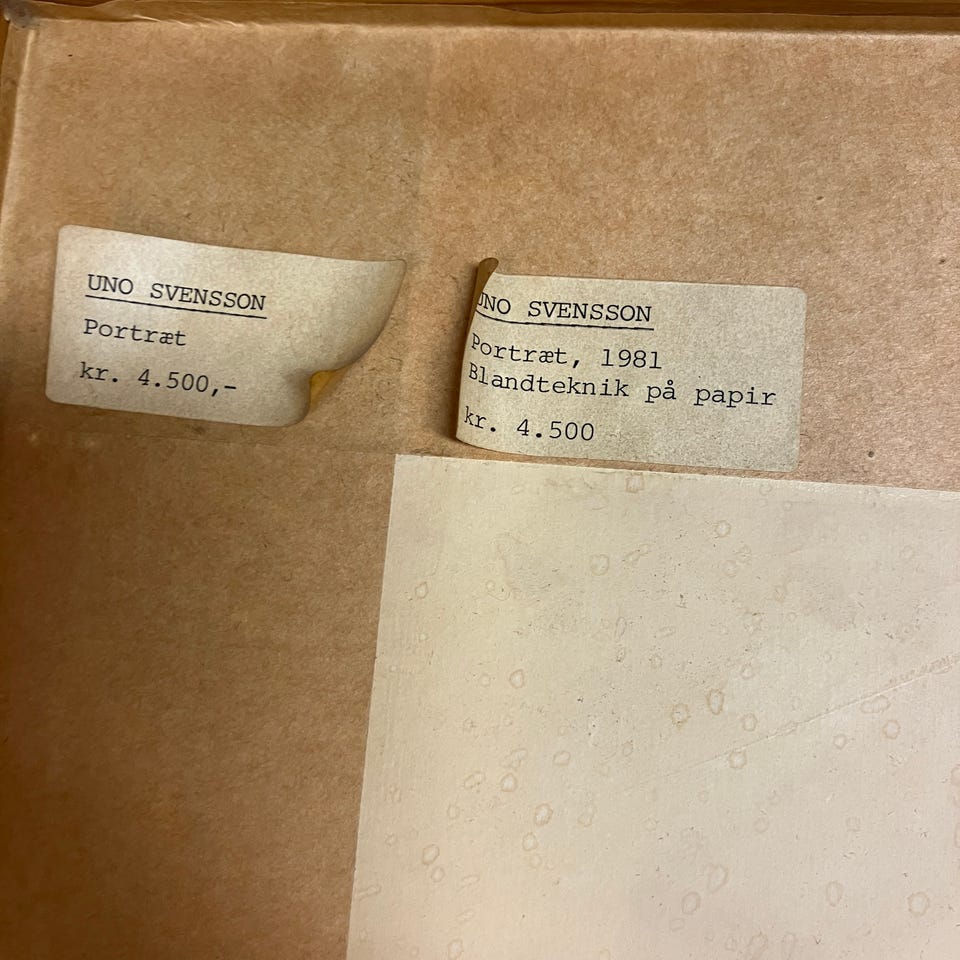 UNO SVENSSON
Portræt
kr. 4.500,-
UNO SVENSSON
Portræt, 1981
Blandteknik på papir
kr. 4.500